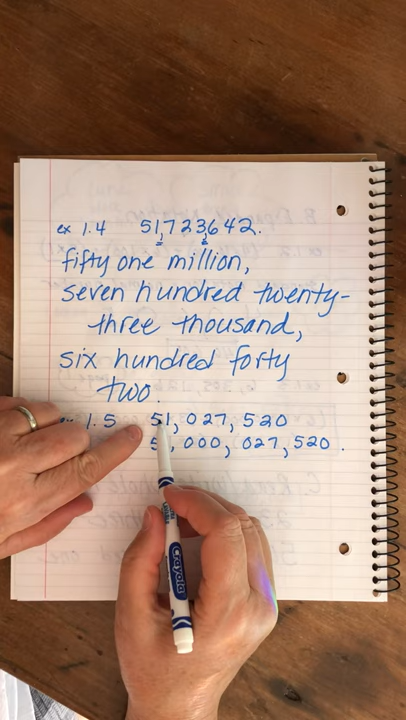 ex 1.4 51,723,642.
fifty one million,
seven hundred twenty-
three thousand,
six hundred forty
two.
1.5 51,027,520
000, 027,520.
Crayola